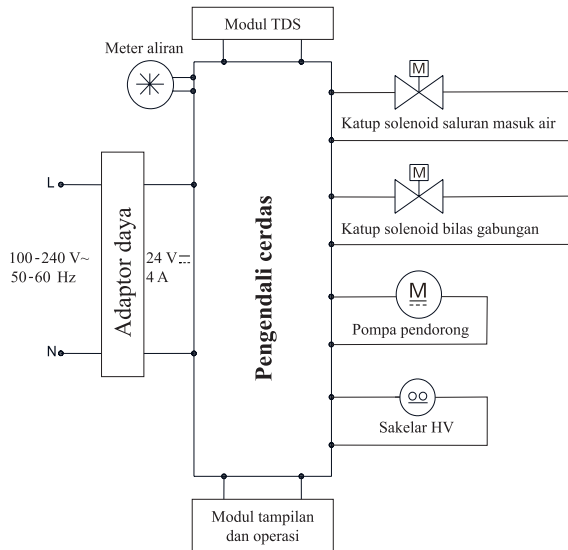 Modul TDS
Meter aliran
M
Katup solenoid saluran masuk air
M
Katup solenoid bilas gabungan
L
100-240 V~
50-60 Hz
N
Adaptor daya
24 V
4 A
Pengendali cerdas
M
Pompa pendorong
Sakelar HV
Modul tampilan
dan operasi